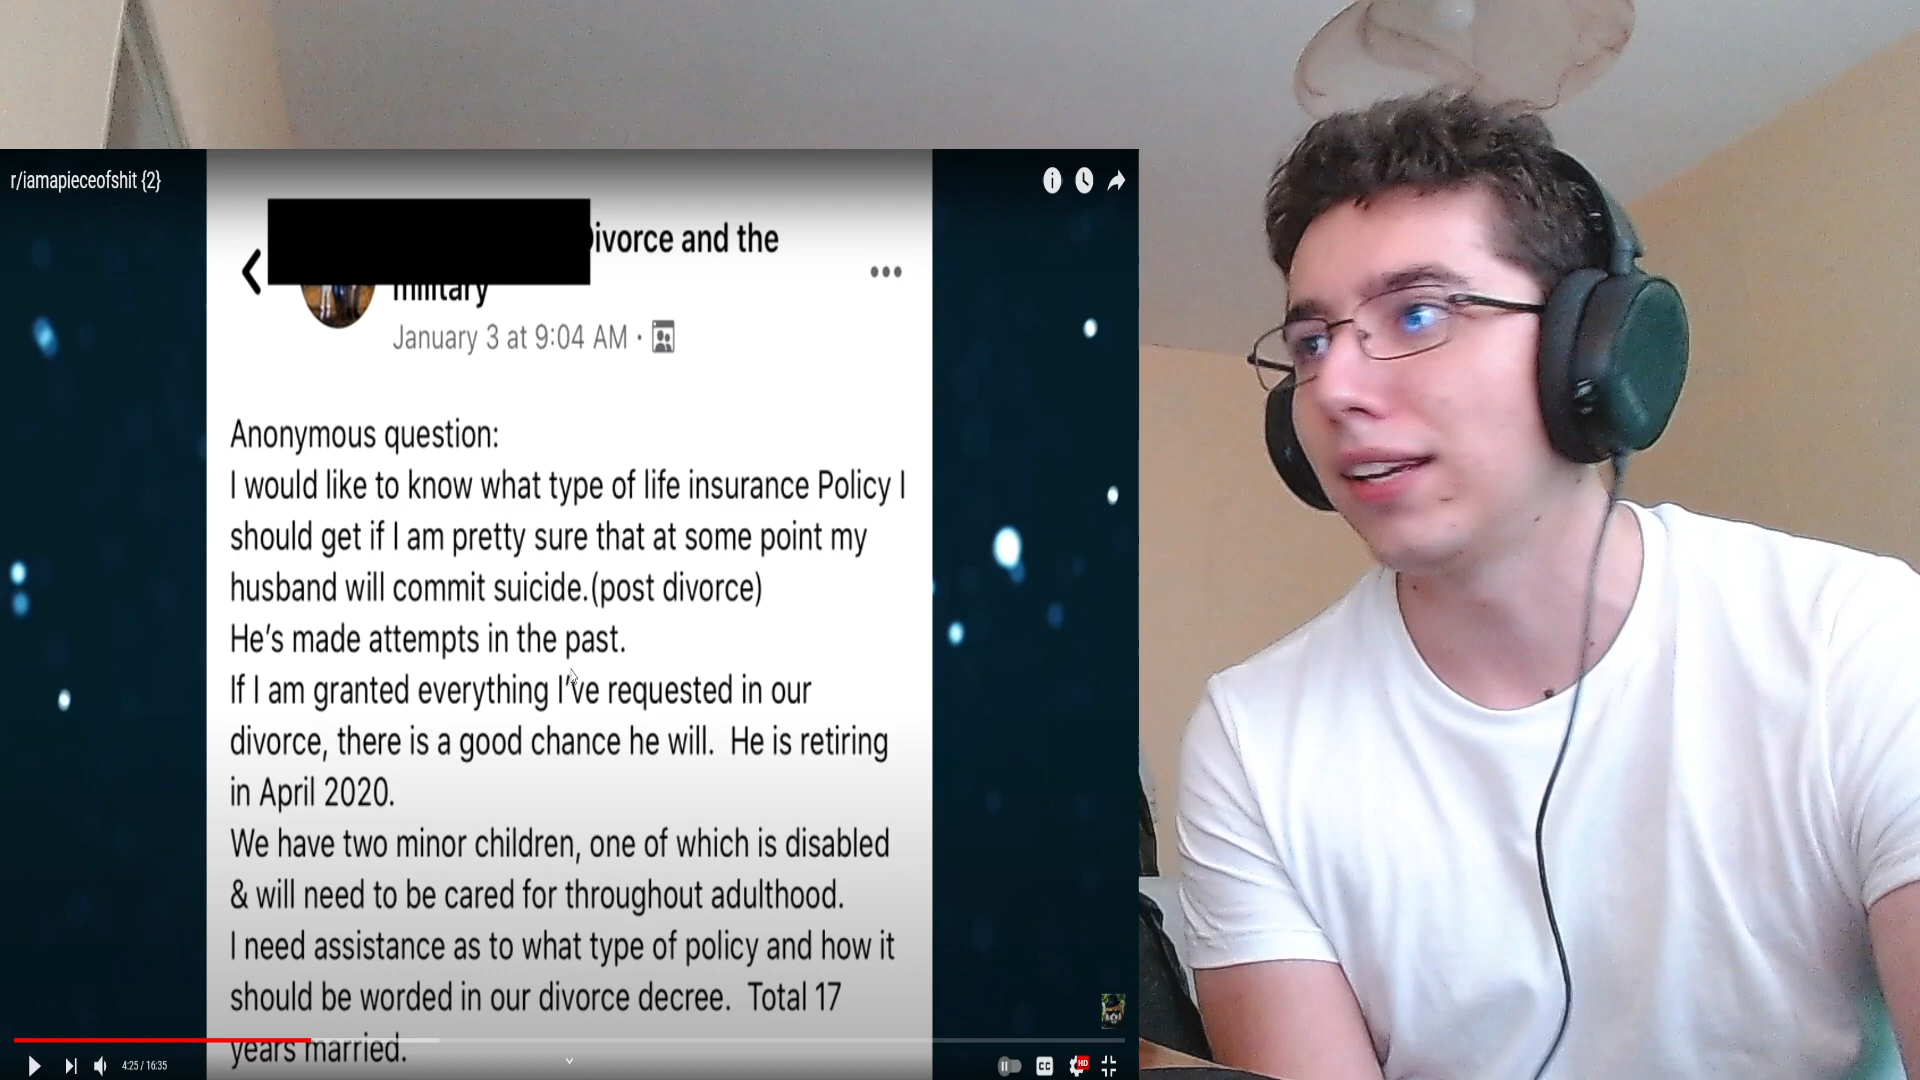 r/iamapieceofshit {2}
ivorce and the
military
January 3 at 9:04 AM ·
Anonymous question:
I would like to know what type of life insurance Policy I
should get if I am pretty sure that at some point my
husband will commit suicide.(post divorce)
He's made attempts in the past.
If I am granted everything I've requested in our
divorce, there is a good chance he will.  He is retiring
in April 2020.
We have two minor children, one of which is disabled
& will need to be cared for throughout adulthood.
I need assistance as to what type of policy and how it
should be worded in our divorce decree.  Total 17
years married.
4:25 / 16:35
CC
HD